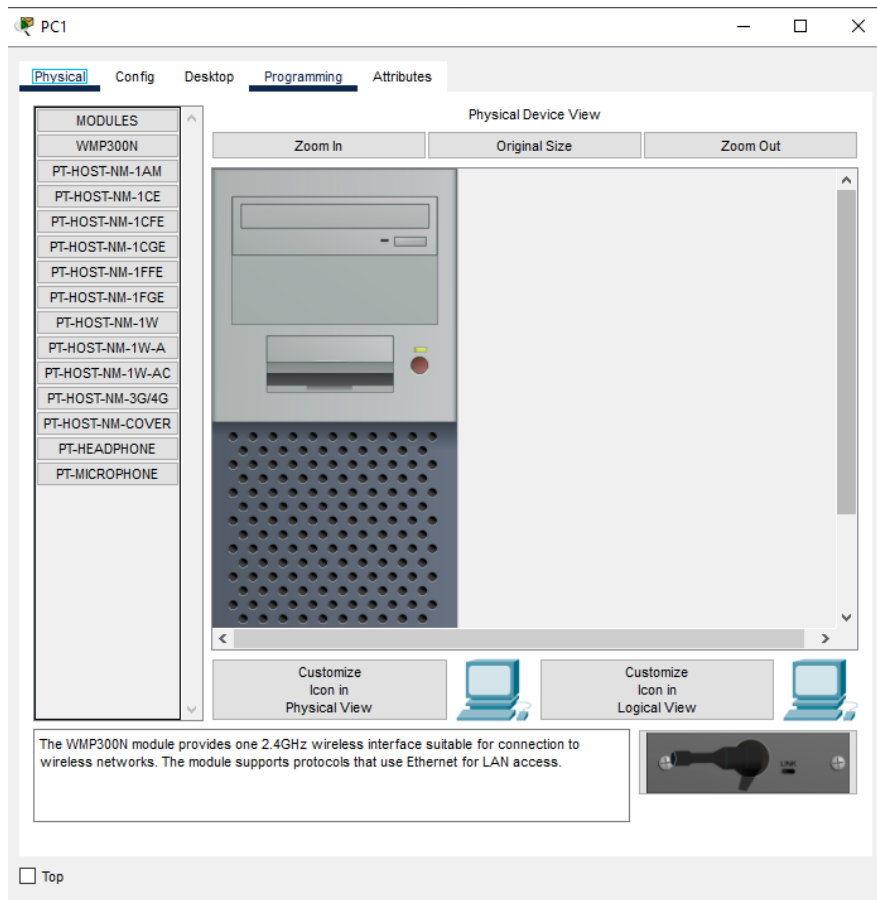 PC1
Physical Config Desktop Programming Attributes
MODULES
WMP300N
PT-HOST-NM-1AM
PT-HOST-NM-1CE
PT-HOST-NM-1CFE
PT-HOST-NM-1CGE
PT-HOST-NM-1FFE
PT-HOST-NM-1FGE
PT-HOST-NM-1W
PT-HOST-NM-1W-A
PT-HOST-NM-1W-AC
PT-HOST-NM-3G/4G
PT-HOST-NM-COVER
PT-HEADPHONE
PT-MICROPHONE
Physical Device View
Zoom In Original Size Zoom Out
Customize
Icon in
Physical View
Customize
Icon in
Logical View
The WMP300N module provides one 2.4GHz wireless interface suitable for connection to
wireless networks. The module supports protocols that use Ethernet for LAN access.
LINK
Top